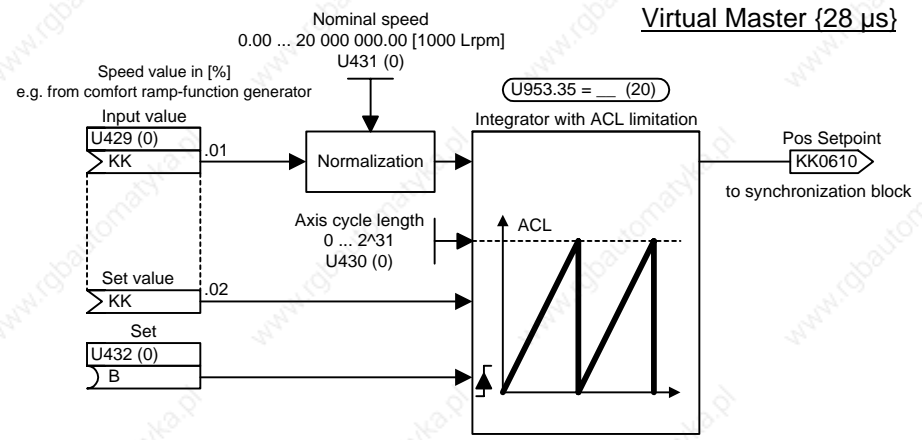 Virtual Master {28 µs}
Nominal speed
0.00 ... 20 000 000.00 [1000 Lrpm]
U431 (0)
Speed value in [%]
e.g. from comfort ramp-function generator
Input value
U429 (0)
KK
.01
Normalization
U953.35 = __ (20)
Integrator with ACL limitation
Pos Setpoint
KK0610
to synchronization block
Axis cycle length
0 ... 2^31
U430 (0)
ACL
Set value
KK
.02
Set
U432 (0)
B